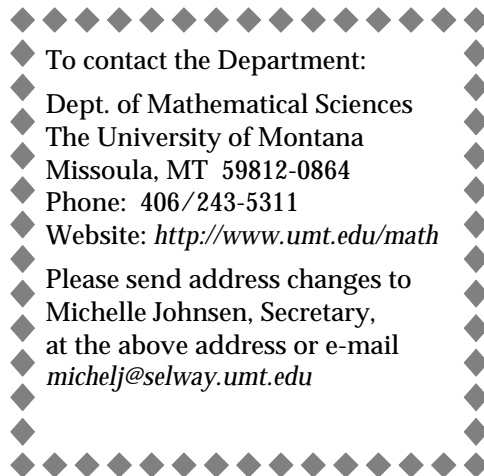 To contact the Department:
Dept. of Mathematical Sciences
The University of Montana
Missoula, MT  59812-0864
Phone:  406/243-5311
Website: http://www.umt.edu/math
Please send address changes to
Michelle Johnsen, Secretary,
at the above address or e-mail
michelj@selway.umt.edu